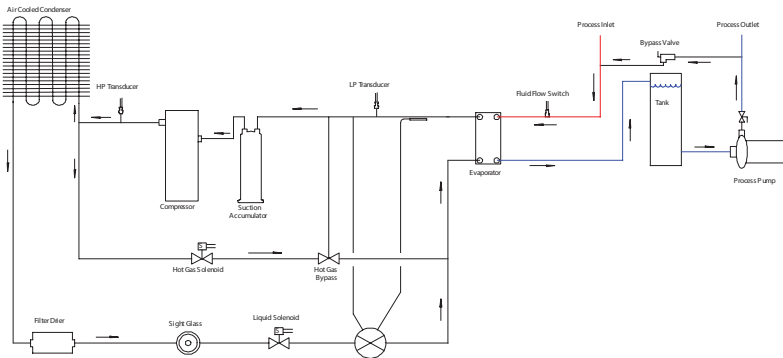 Air Cooled Condenser
Process Inlet
Process Outlet
Bypass Valve
HP Transducer
LP Transducer
Fluid Flow Switch
Tank
Evaporator
Process Pump
Compressor
Suction
Accumulator
S
Hot Gas Solenoid
Hot Gas
Bypass
Filter Drier
Sight Glass
Liquid Solenoid
S